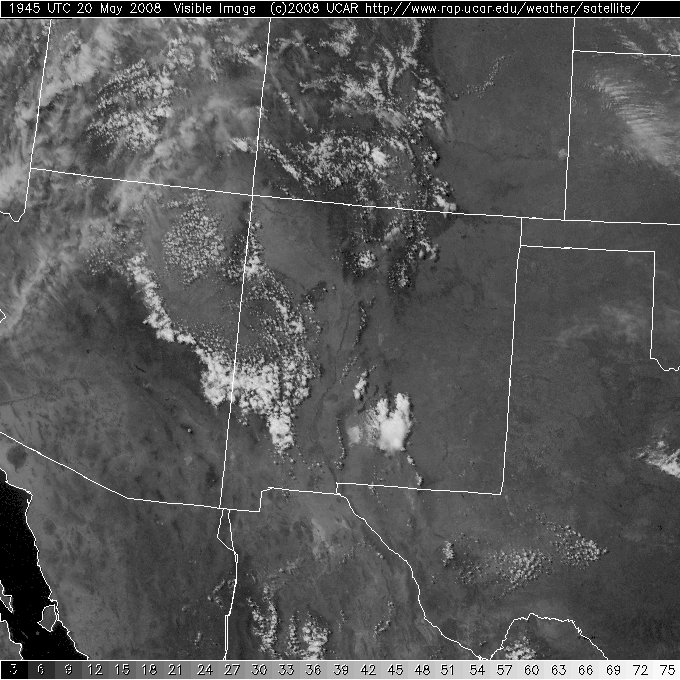 1945 UTC 20 May 2008 Visible Image (c)2008 UCAR http://www.rap.ucar.edu/weather/satellite/
3 6 9 12 15 18 21 24 27 30 33 36 39 42 45 48 51 54 57 60 63 66 69 72 75